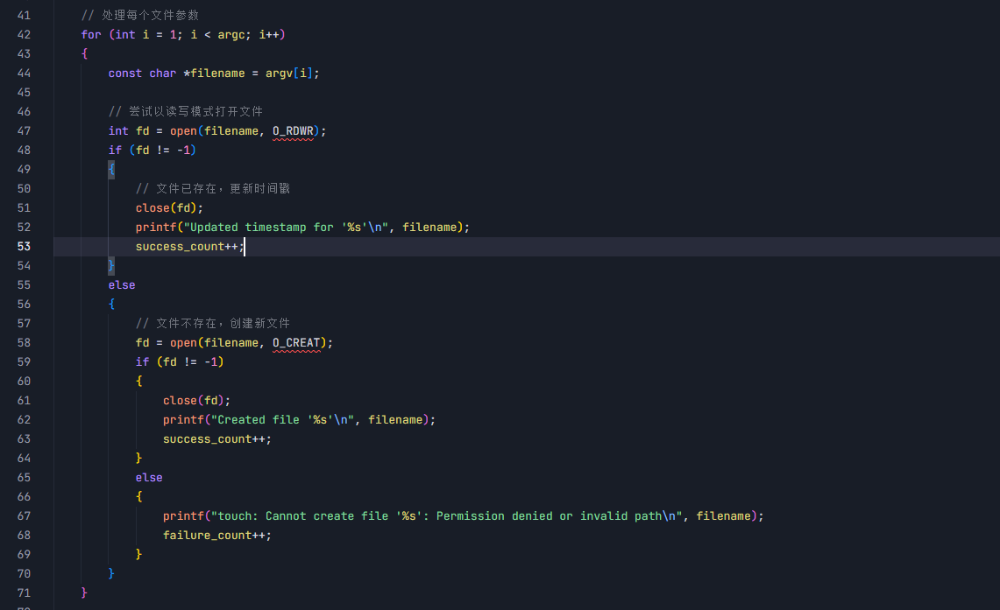 41 // 处理每个文件参数
42 for (int i = 1; i < argc; i++)
43 {
44 const char *filename = argv[i];
45
46 // 尝试以读写模式打开文件
47 int fd = open(filename, O_RDWR);
48 if (fd != -1)
49 {
50 // 文件已存在，更新时间戳
51 close(fd);
52 printf("Updated timestamp for '%s'\n", filename);
53 success_count++;
54 }
55 else
56 {
57 // 文件不存在，创建新文件
58 fd = open(filename, O_CREAT);
59 if (fd != -1)
60 {
61 close(fd);
62 printf("Created file '%s'\n", filename);
63 success_count++;
64 }
65 else
66 {
67 printf("touch: Cannot create file '%s': Permission denied or invalid path\n", filename);
68 failure_count++;
69 }
70 }
71 }